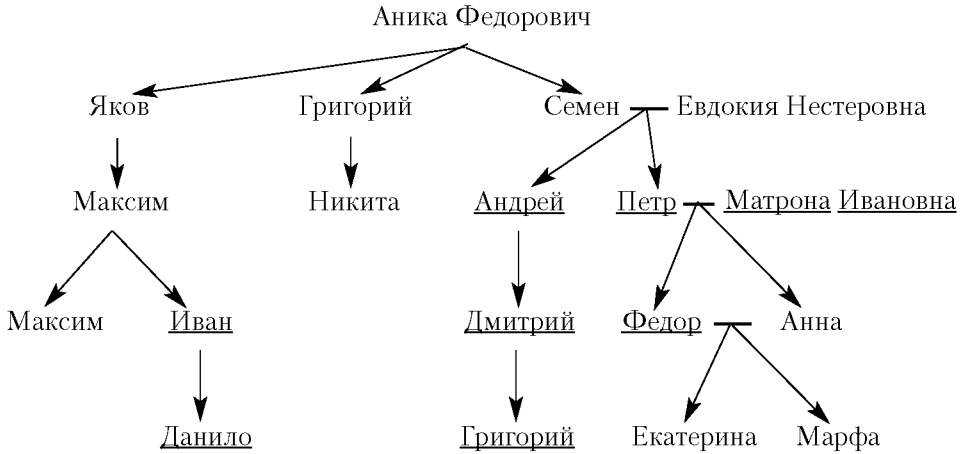 Аника Федорович
Яков Григорий Семен Евдокия Нестеровна
Максим Никита Андрей Петр Матрона Ивановна
Максим Иван Дмитрий Федор Анна
Данило Григорий Екатерина Марфа